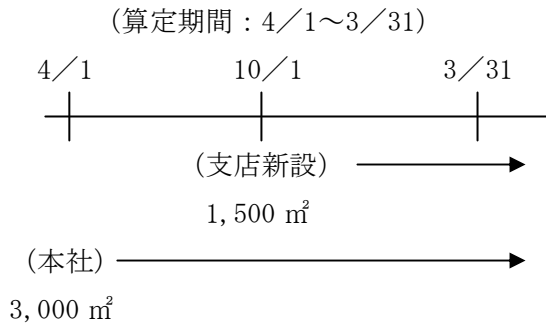 （算定期間：4／1～3／31）
4／1 10／1 3／31
（支店新設）
1,500 ㎡
（本社）
3,000 ㎡